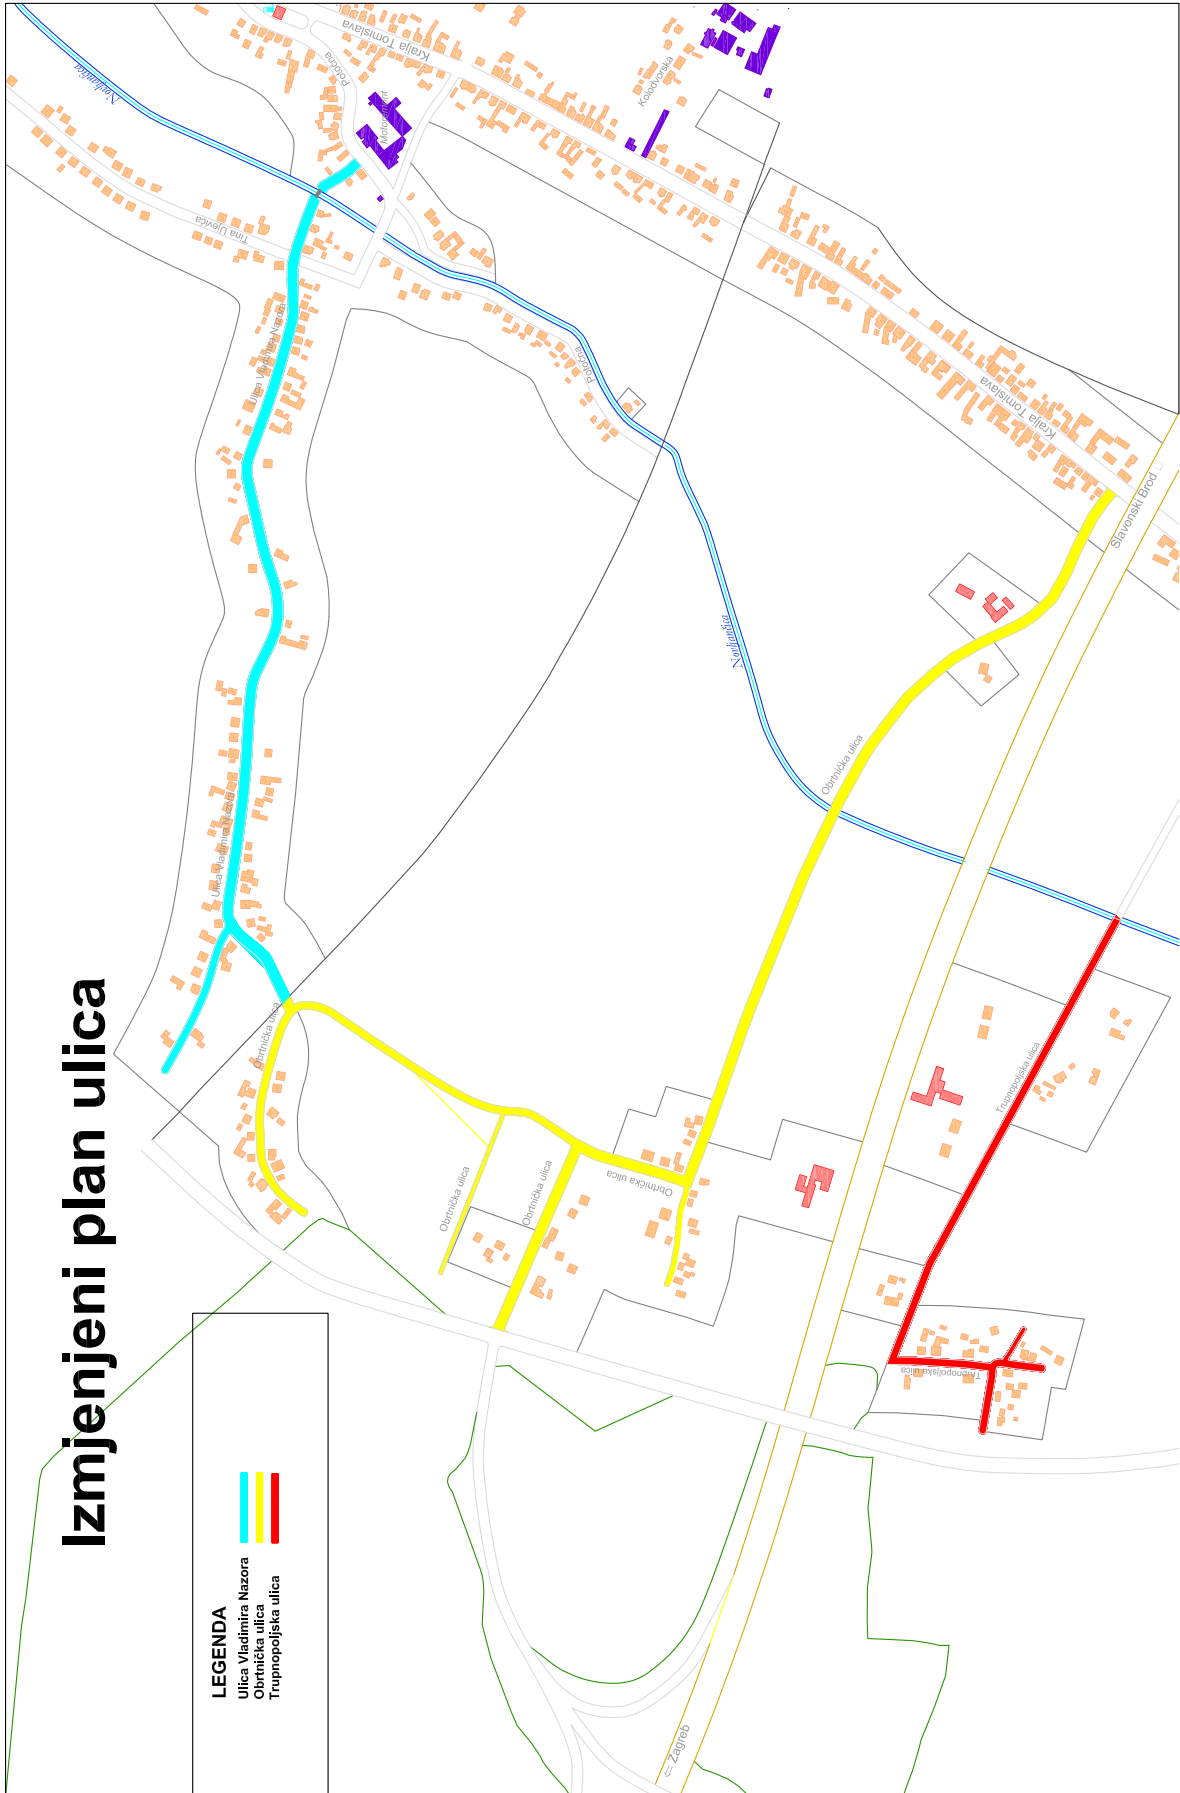 Izmjenjeni plan ulica
LEGENDA
Ulica Vladimira Nazora
Obrtnička ulica
Trupnopoljska ulica
Novljančica
Tina Ujevića
Potočna
Kralja Tomislava
Kolodvorska
Ulica Vladimira Nazora
Potočna
Ulica Vladimira Nazora
Novljančica
Kralja Tomislava
Slavonski Brod
Obrtnička ulica
Obrtnička ulica
Obrtnička ulica
Obrtnička ulica
Obrtnička ulica
Trupnopoljska ulica
Trupnopoljska ulica
⇐ Zagreb